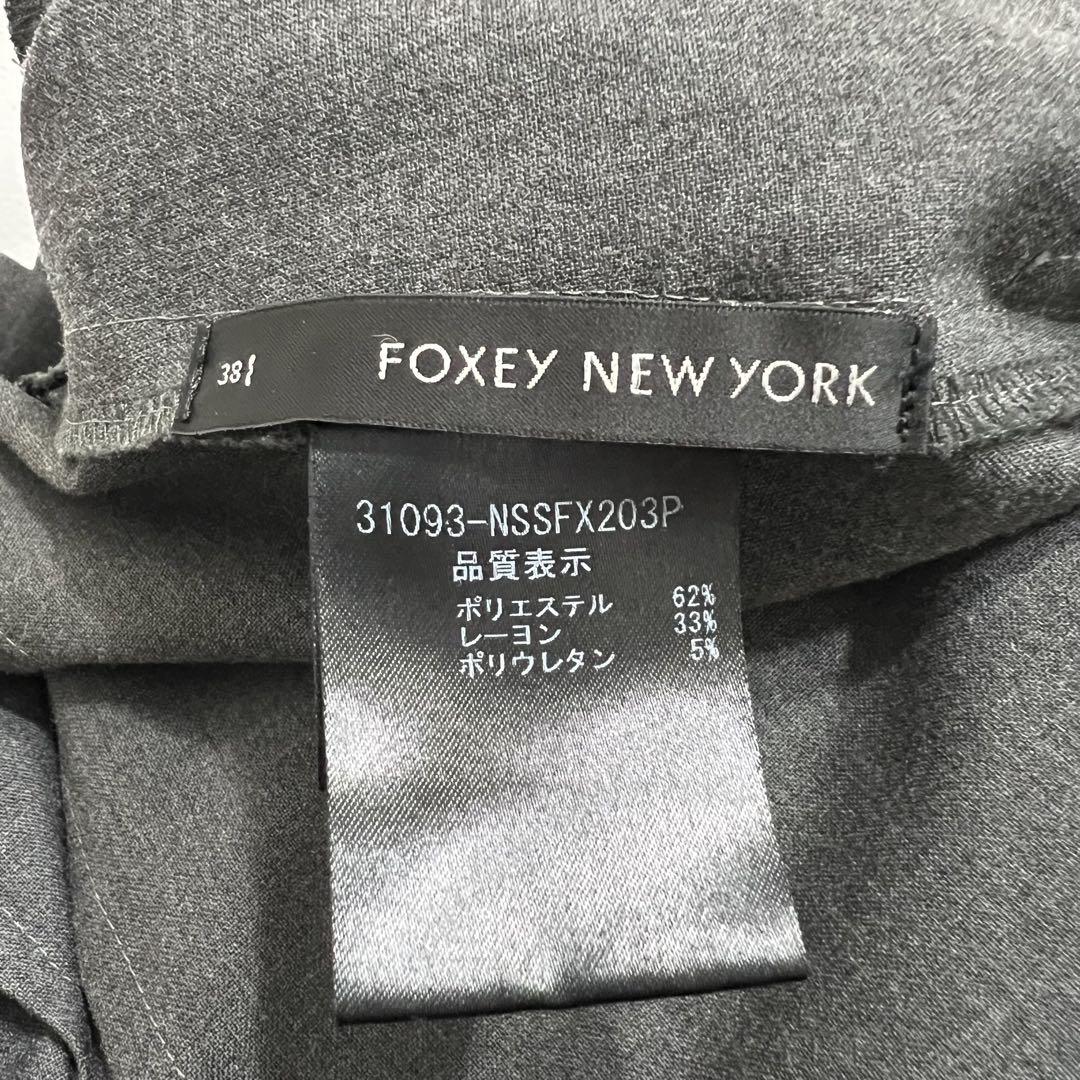 38
FOXEY NEW YORK
31093-NSSFX203P
品質表示
ポリエステル 62%
レーヨン 33%
ポリウレタン 5%